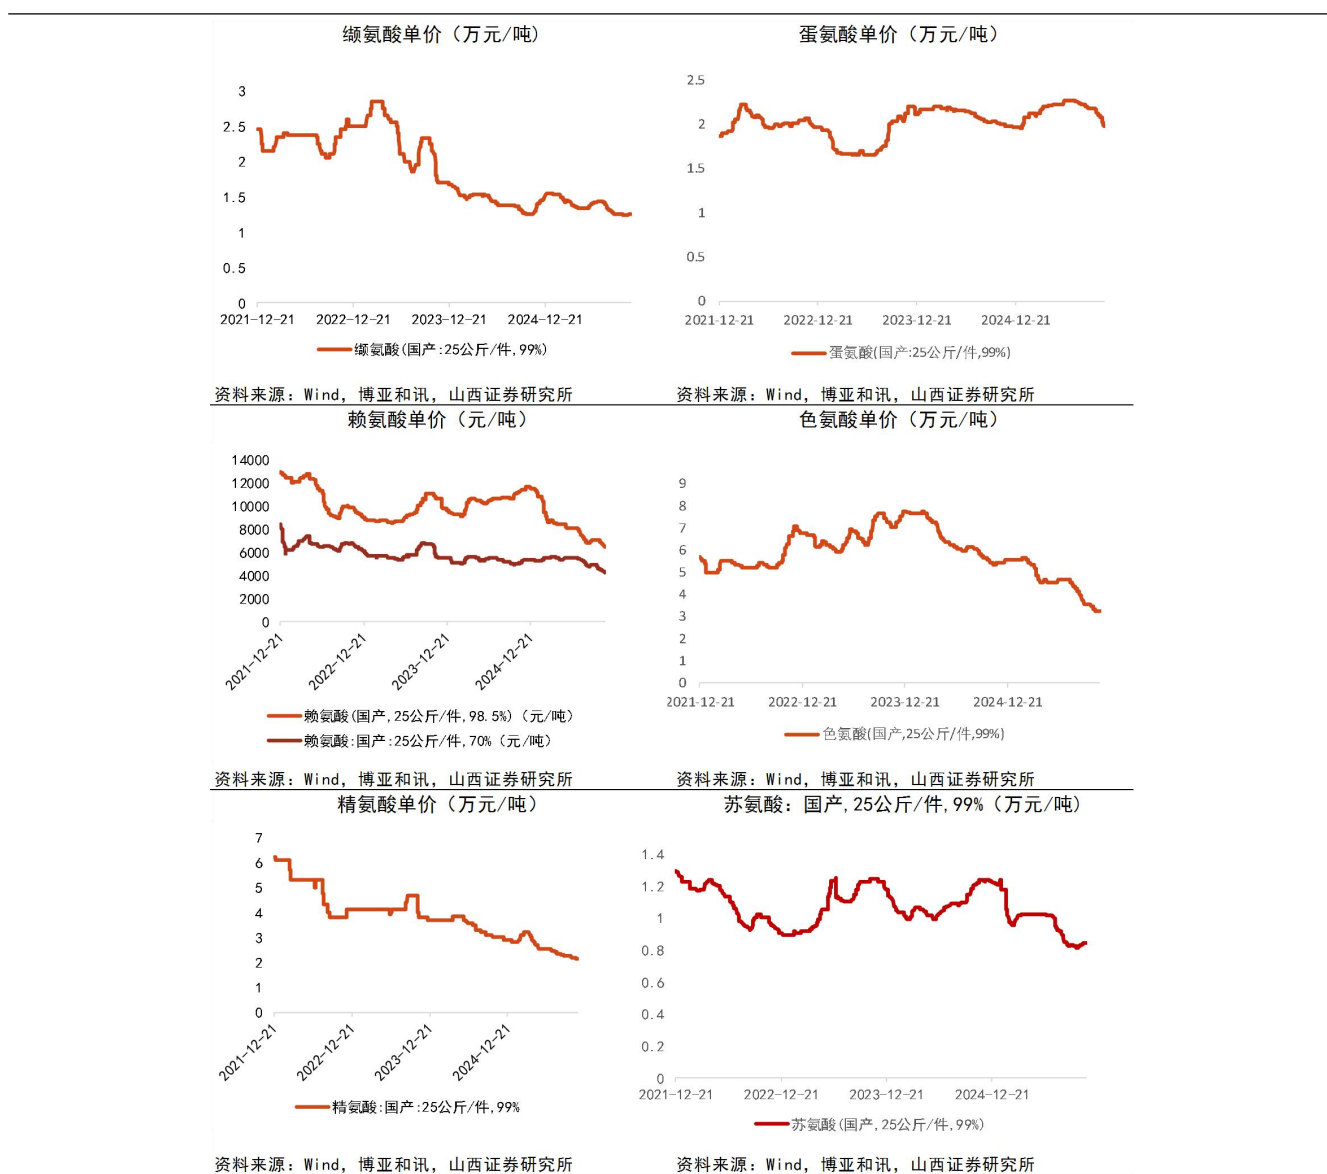 缬氨酸单价（万元/吨）
3
2.5
2
1.5
1
0.5
0
2021-12-21 2022-12-21 2023-12-21 2024-12-21
缬氨酸(国产:25公斤/件,99%)
资料来源：Wind，博亚和讯，山西证券研究所
蛋氨酸单价（万元/吨）
2.5
2
1.5
1
0.5
0
2021-12-21 2022-12-21 2023-12-21 2024-12-21
蛋氨酸(国产:25公斤/件,99%)
资料来源：Wind，博亚和讯，山西证券研究所
赖氨酸单价（元/吨）
14000
12000
10000
8000
6000
4000
2000
0
2021-12-21 2022-12-21 2023-12-21 2024-12-21
赖氨酸(国产,25公斤/件,98.5%)（元/吨）
赖氨酸:国产:25公斤/件,70%（元/吨）
资料来源：Wind，博亚和讯，山西证券研究所
色氨酸单价（万元/吨）
9
8
7
6
5
4
3
2
1
0
2021-12-21 2022-12-21 2023-12-21 2024-12-21
色氨酸(国产,25公斤/件,99%)
资料来源：Wind，博亚和讯，山西证券研究所
精氨酸单价（万元/吨）
7
6
5
4
3
2
1
0
2021-12-21 2022-12-21 2023-12-21 2024-12-21
精氨酸:国产:25公斤/件,99%
资料来源：Wind，博亚和讯，山西证券研究所
苏氨酸：国产,25公斤/件,99%（万元/吨）
1.4
1.2
1
0.8
0.6
0.4
0.2
0
2021-12-21 2022-12-21 2023-12-21 2024-12-21
苏氨酸(国产,25公斤/件,99%)
资料来源：Wind，博亚和讯，山西证券研究所